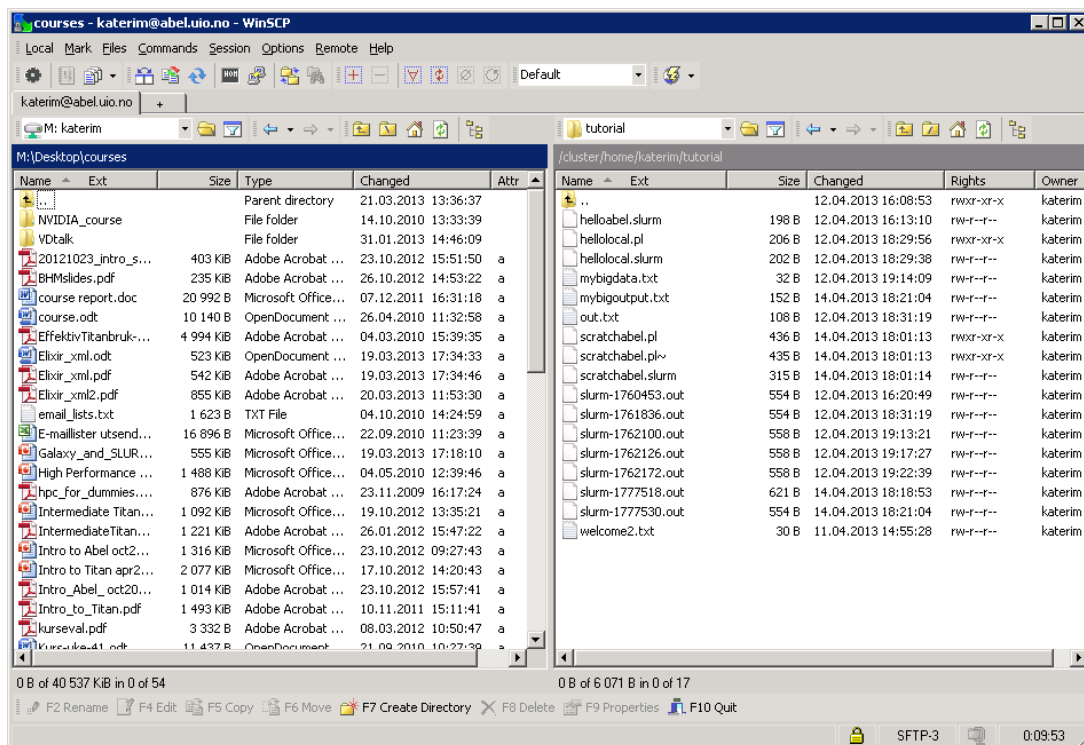 courses - katerim@abel.uio.no - WinSCP
Local Mark Files Commands Session Options Remote Help
Default
katerim@abel.uio.no +
M: katerim
tutorial
M:\Desktop\courses
/cluster/home/katerim/tutorial
Name Ext Size Type Changed Attr
.. Parent directory 21.03.2013 13:36:37
NVIDIA_course File folder 14.10.2010 13:33:39
VDtalk File folder 31.01.2013 14:46:09
20121023_intro_s... 403 KiB Adobe Acrobat ... 23.10.2012 15:51:50 a
BHMslides.pdf 235 KiB Adobe Acrobat ... 26.10.2012 14:53:22 a
course report.doc 20 992 B Microsoft Office... 07.12.2011 16:31:18 a
course.odt 10 140 B OpenDocument ... 26.04.2010 11:32:58 a
EffektivTitanbruk-... 4 994 KiB Adobe Acrobat ... 04.03.2010 15:39:35 a
Elixir_xml.odt 523 KiB OpenDocument ... 19.03.2013 17:34:33 a
Elixir_xml.pdf 542 KiB Adobe Acrobat ... 19.03.2013 17:34:46 a
Elixir_xml2.pdf 855 KiB Adobe Acrobat ... 20.03.2013 11:53:30 a
email_lists.txt 1 623 B TXT File 04.10.2010 14:24:59 a
E-maillister utsend... 16 896 B Microsoft Office... 22.09.2010 11:23:39 a
Galaxy_and_SLUR... 555 KiB Microsoft Office... 19.03.2013 17:18:10 a
High Performance ... 1 488 KiB Microsoft Office... 04.05.2010 12:39:46 a
hpc_for_dummies.... 876 KiB Adobe Acrobat ... 23.11.2009 16:17:24 a
Intermediate Titan... 1 092 KiB Microsoft Office... 19.10.2012 13:35:21 a
IntermediateTitan... 1 221 KiB Adobe Acrobat ... 26.01.2012 15:47:22 a
Intro to Abel oct2... 1 316 KiB Microsoft Office... 23.10.2012 09:27:43 a
Intro to Titan apr2... 2 077 KiB Microsoft Office... 17.10.2012 14:20:43 a
Intro_Abel_ oct20... 1 014 KiB Adobe Acrobat ... 23.10.2012 15:57:41 a
Intro_to_Titan.pdf 1 493 KiB Adobe Acrobat ... 10.11.2011 15:11:41 a
kurseval.pdf 3 332 B Adobe Acrobat ... 08.03.2012 10:50:47 a
Kurs-uke-41.odt 11 437 B OpenDocument 21.09.2010 10:27:39 a
Name Ext Size Changed Rights Owner
.. 12.04.2013 16:08:53 rwxr-xr-x katerim
helloabel.slurm 198 B 12.04.2013 16:13:10 rw-r--r-- katerim
hellolocal.pl 206 B 12.04.2013 18:29:56 rwxr-xr-x katerim
hellolocal.slurm 202 B 12.04.2013 18:29:38 rw-r--r-- katerim
mybigdata.txt 32 B 12.04.2013 19:14:09 rw-r--r-- katerim
mybigoutput.txt 152 B 14.04.2013 18:21:04 rw-r--r-- katerim
out.txt 108 B 12.04.2013 18:31:19 rw-r--r-- katerim
scratchabel.pl 436 B 14.04.2013 18:01:13 rwxr-xr-x katerim
scratchabel.pl~ 435 B 14.04.2013 18:01:13 rwxr-xr-x katerim
scratchabel.slurm 315 B 14.04.2013 18:01:14 rw-r--r-- katerim
slurm-1760453.out 554 B 12.04.2013 16:20:49 rw-r--r-- katerim
slurm-1761836.out 554 B 12.04.2013 18:31:19 rw-r--r-- katerim
slurm-1762100.out 558 B 12.04.2013 19:13:21 rw-r--r-- katerim
slurm-1762126.out 558 B 12.04.2013 19:17:27 rw-r--r-- katerim
slurm-1762172.out 558 B 12.04.2013 19:22:39 rw-r--r-- katerim
slurm-1777518.out 621 B 14.04.2013 18:18:53 rw-r--r-- katerim
slurm-1777530.out 554 B 14.04.2013 18:21:04 rw-r--r-- katerim
welcome2.txt 30 B 11.04.2013 14:55:28 rw-r--r-- katerim
0 B of 40 537 KiB in 0 of 54
0 B of 6 071 B in 0 of 17
F2 Rename F4 Edit F5 Copy F6 Move F7 Create Directory F8 Delete F9 Properties F10 Quit
SFTP-3 0:09:53